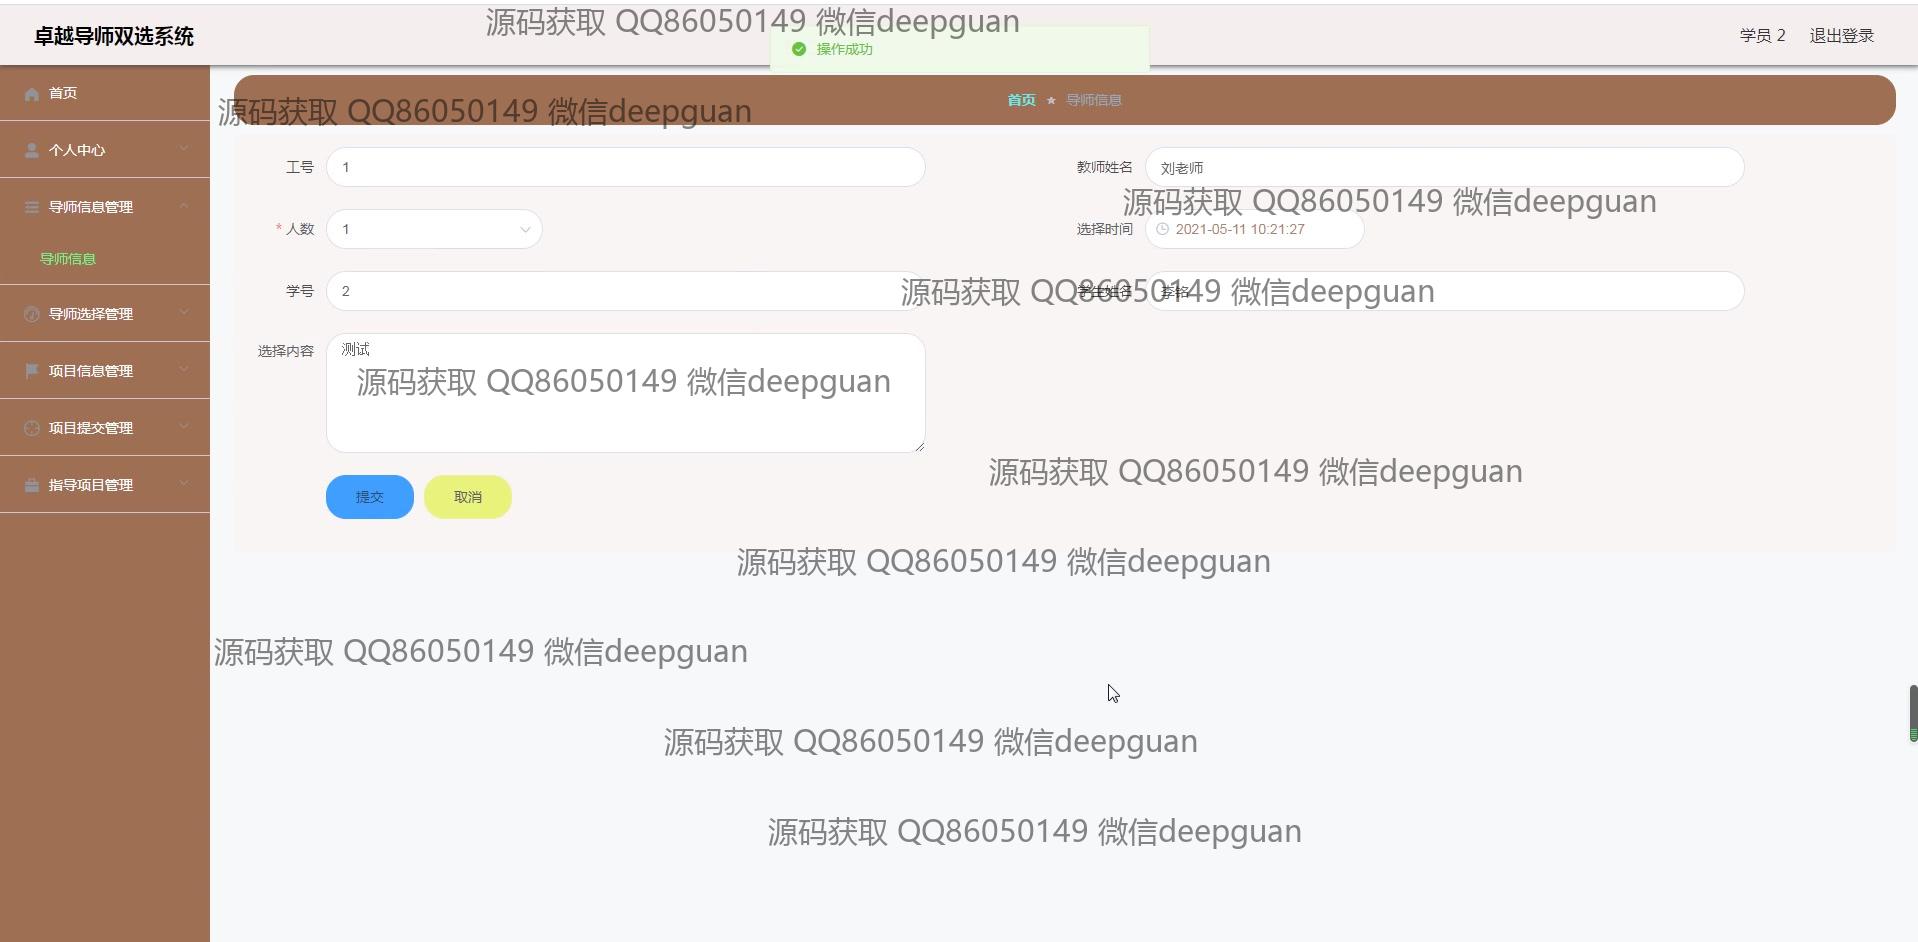 源码获取 QQ86050149 微信deepguan
卓越导师双选系统
学员 2
退出登录
操作成功
首页
个人中心
导师信息管理
导师信息
导师选择管理
项目信息管理
项目提交管理
指导项目管理
首页
导师信息
源码获取 QQ86050149 微信deepguan
工号
1
教师姓名
刘老师
源码获取 QQ86050149 微信deepguan
* 人数
1
选择时间
2021-05-11 10:21:27
学号
2
学生姓名
李铭
源码获取 QQ86050149 微信deepguan
选择内容
测试
源码获取 QQ86050149 微信deepguan
源码获取 QQ86050149 微信deepguan
提交
取消
源码获取 QQ86050149 微信deepguan
源码获取 QQ86050149 微信deepguan
源码获取 QQ86050149 微信deepguan
源码获取 QQ86050149 微信deepguan